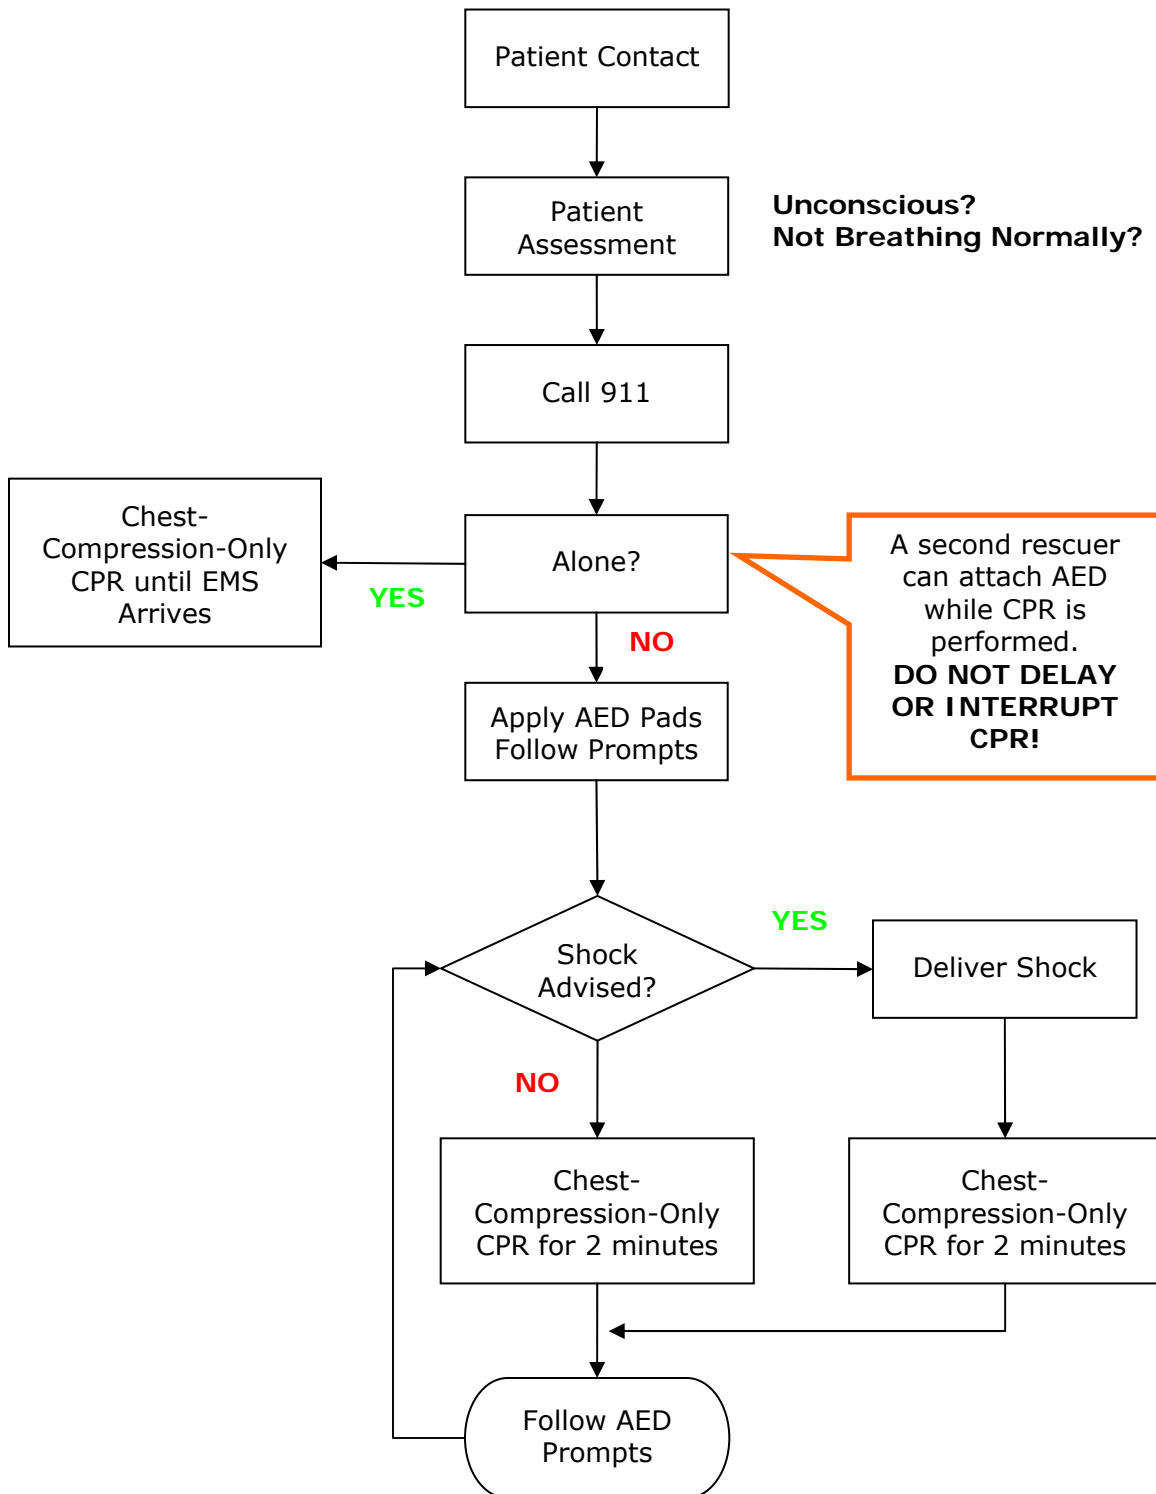 Patient Contact
Patient
Assessment
Unconscious?
Not Breathing Normally?
Call 911
Chest-
Compression-Only
CPR until EMS
Arrives
YES
Alone?
NO
A second rescuer
can attach AED
while CPR is
performed.
DO NOT DELAY
OR INTERRUPT
CPR!
Apply AED Pads
Follow Prompts
Shock
Advised?
YES
Deliver Shock
NO
Chest-
Compression-Only
CPR for 2 minutes
Chest-
Compression-Only
CPR for 2 minutes
Follow AED
Prompts